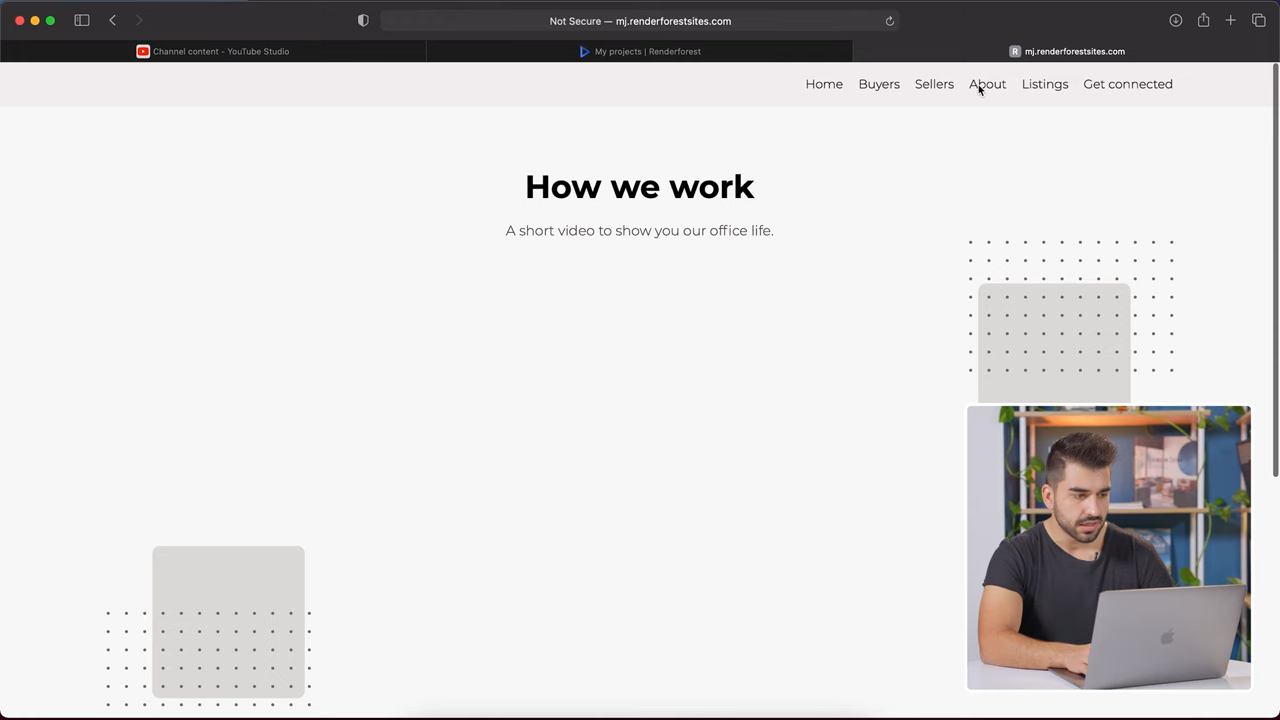 Not Secure — mj.renderforestsites.com
Channel content - YouTube Studio
My projects | Renderforest
R mj.renderforestsites.com
Home Buyers Sellers About Listings Get connected
How we work
A short video to show you our office life.